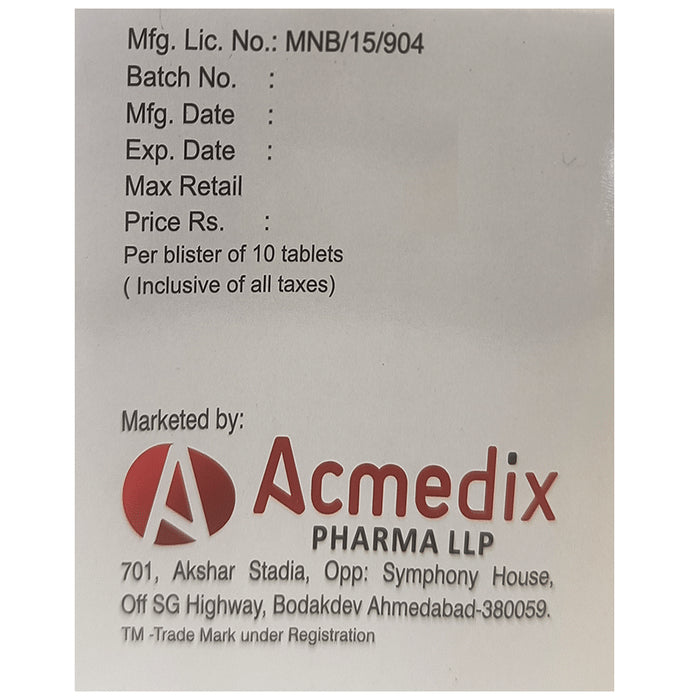 Mfg. Lic. No.: MNB/15/904
Batch No. :
Mfg. Date :
Exp. Date :
Max Retail
Price Rs. :
Per blister of 10 tablets
( Inclusive of all taxes)
Marketed by:
Acmedix
PHARMA LLP
701, Akshar Stadia, Opp: Symphony House,
Off SG Highway, Bodakdev Ahmedabad-380059.
TM -Trade Mark under Registration